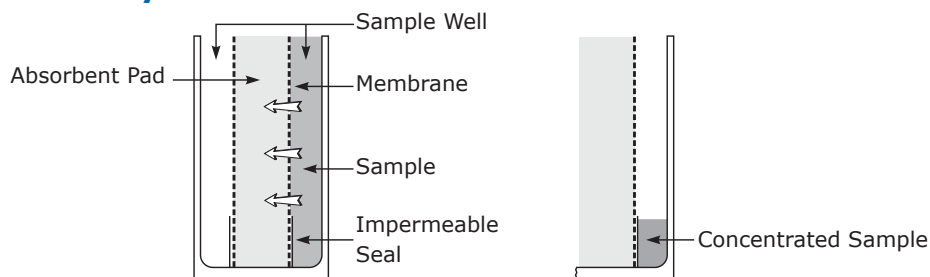 Sample Well
Absorbent Pad
Membrane
Sample
Impermeable
Seal
Concentrated Sample